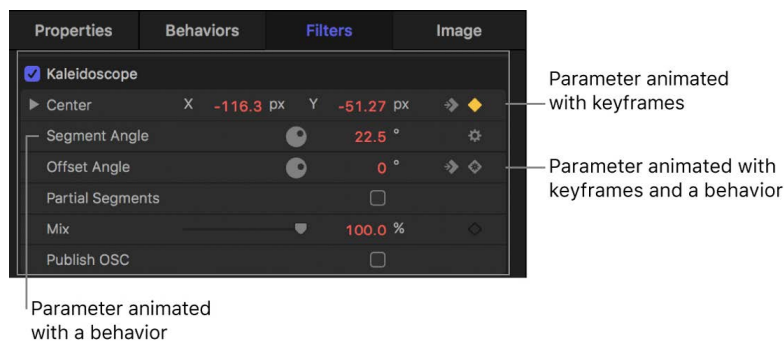 Properties Behaviors Filters Image
Kaleidoscope
Center X -116.3 px Y -51.27 px
Segment Angle 22.5 °
Offset Angle 0 °
Partial Segments
Mix 100.0 %
Publish OSC
Parameter animated
with keyframes
Parameter animated with
keyframes and a behavior
Parameter animated
with a behavior